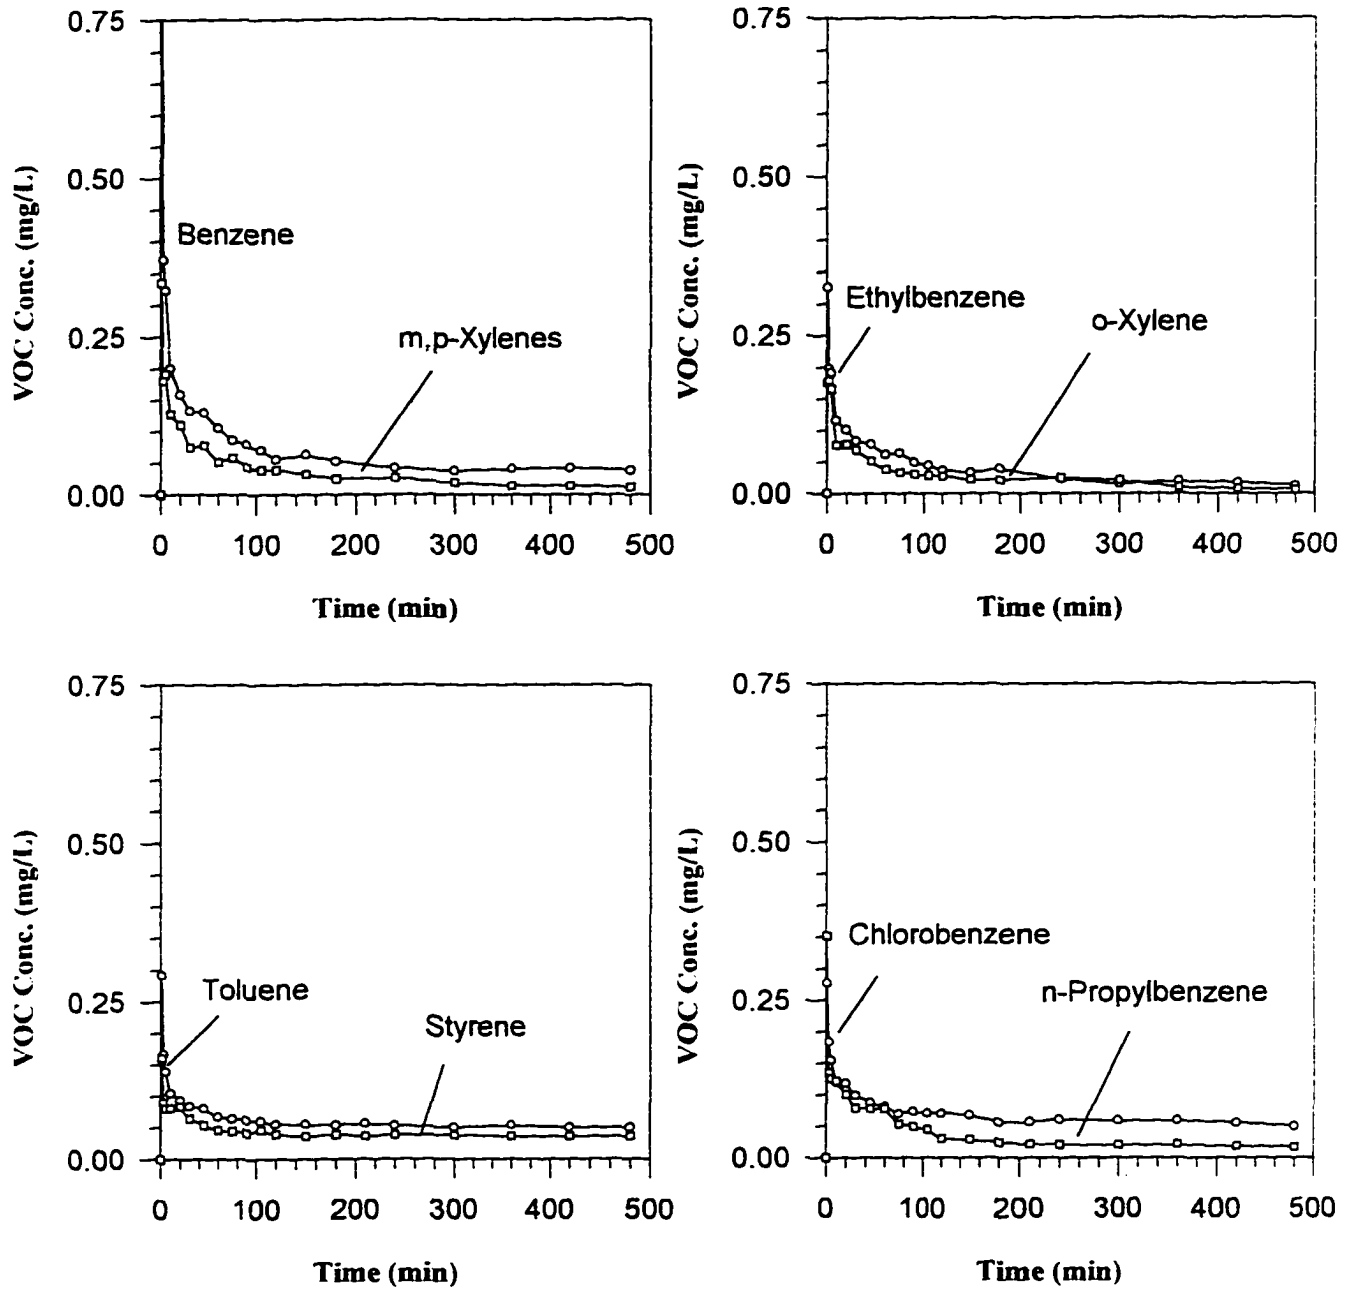 0.75
0.50
0.25
0.00
VOC Conc. (mg/L)
Benzene
m,p-Xylenes
0 100 200 300 400 500
Time (min)
0.75
0.50
0.25
0.00
VOC Conc. (mg/L)
Ethylbenzene
o-Xylene
0 100 200 300 400 500
Time (min)
0.75
0.50
0.25
0.00
VOC Conc. (mg/L)
Toluene
Styrene
0 100 200 300 400 500
Time (min)
0.75
0.50
0.25
0.00
VOC Conc. (mg/L)
Chlorobenzene
n-Propylbenzene
0 100 200 300 400 500
Time (min)